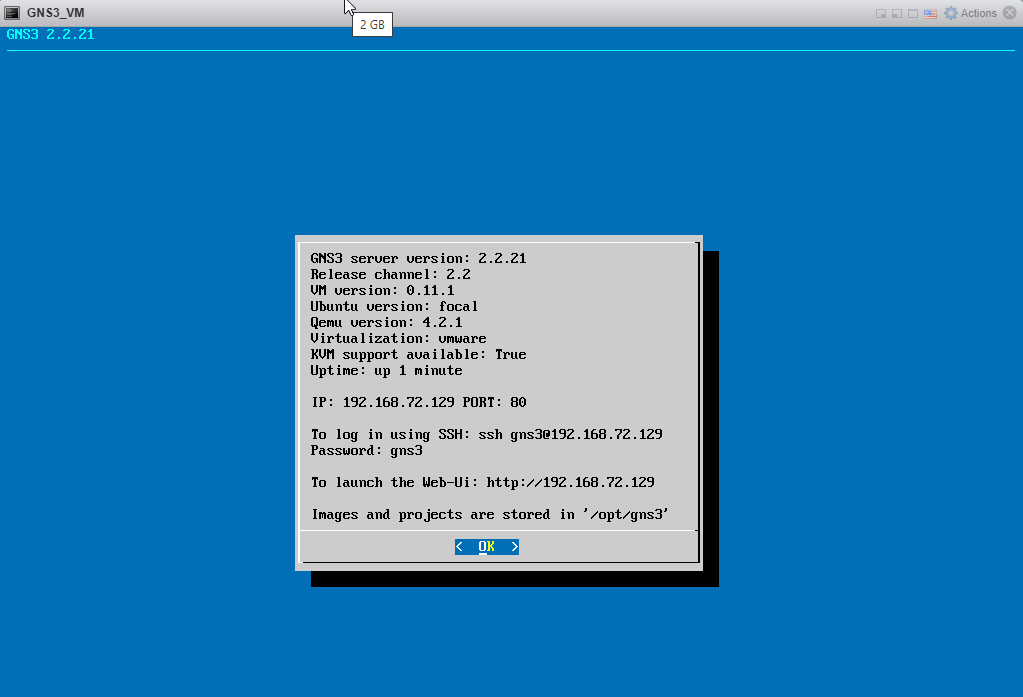 GNS3_VM
2 GB
Actions
GNS3 2.2.21
GNS3 server version: 2.2.21
Release channel: 2.2
VM version: 0.11.1
Ubuntu version: focal
Qemu version: 4.2.1
Virtualization: vmware
KVM support available: True
Uptime: up 1 minute
IP: 192.168.72.129 PORT: 80
To log in using SSH: ssh gns3@192.168.72.129
Password: gns3
To launch the Web-Ui: http://192.168.72.129
Images and projects are stored in '/opt/gns3'
< OK >